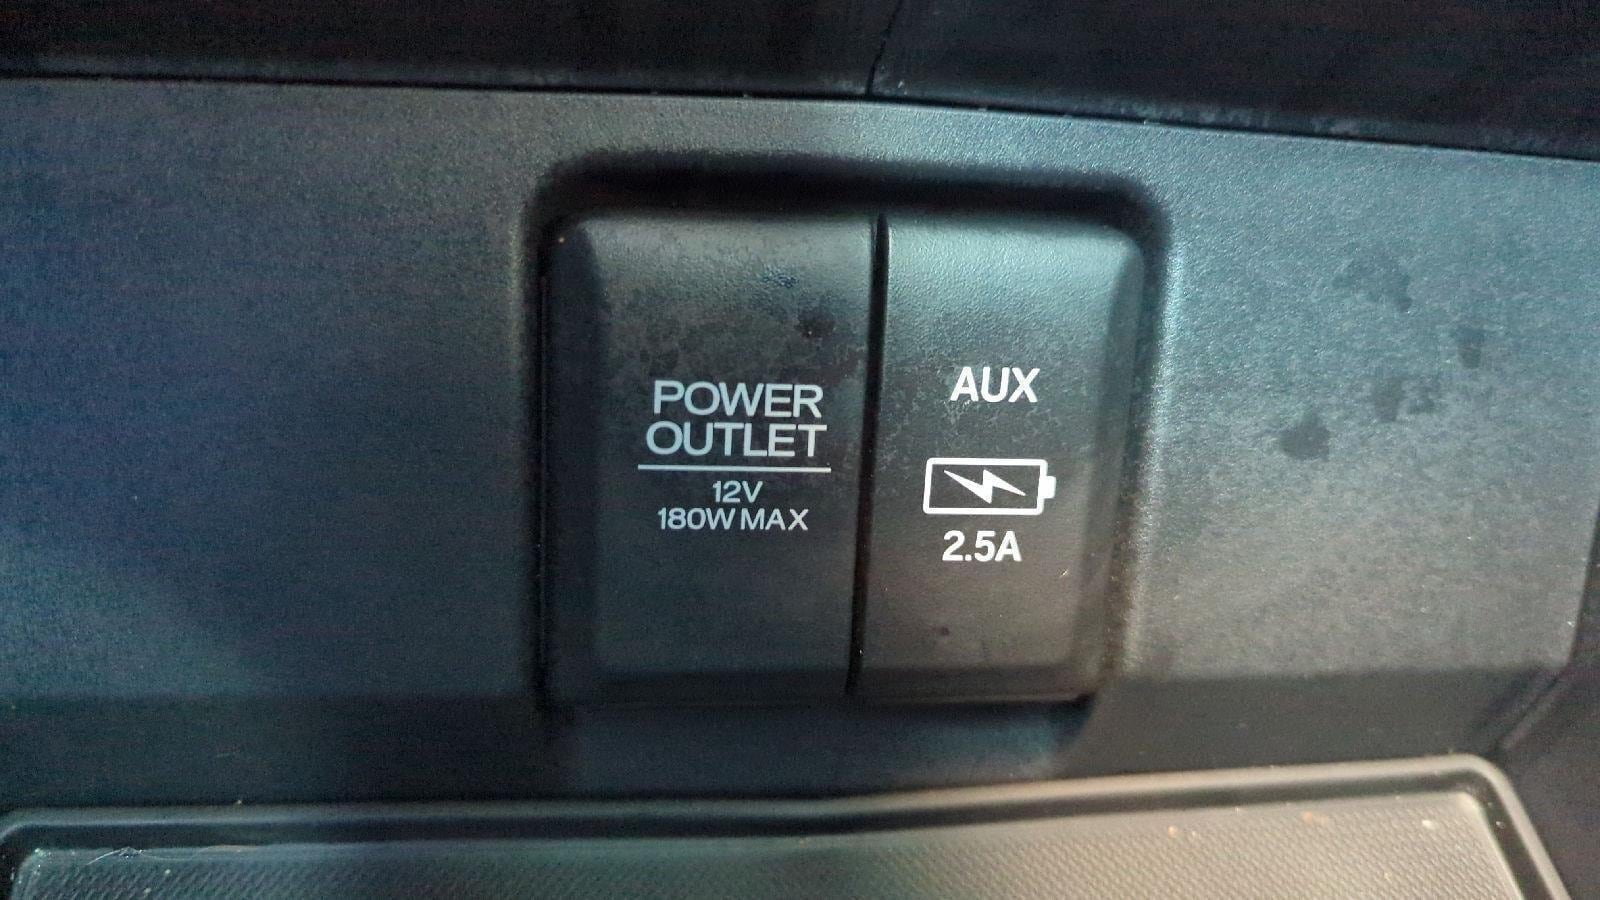 POWER
OUTLET
12V
180W MAX
AUX
2.5A